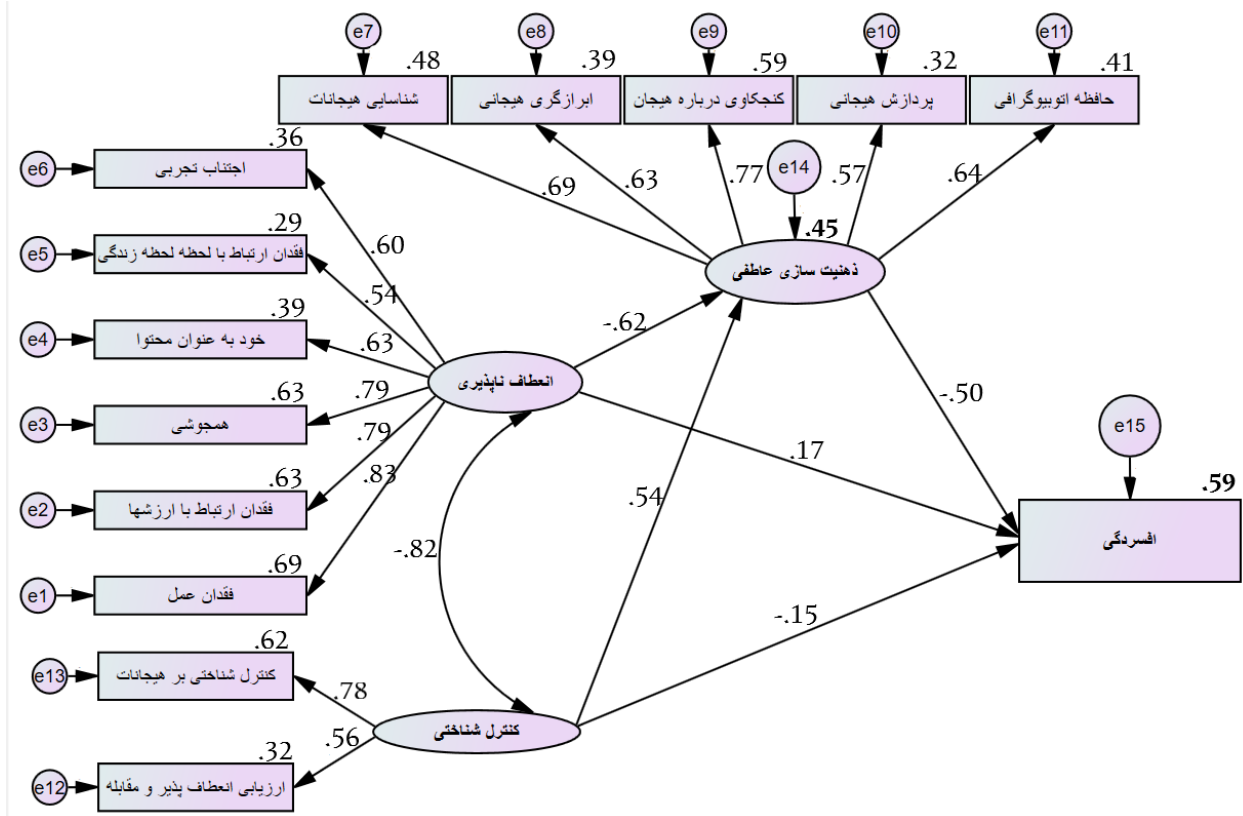 e7
e8
e9
e10
e11
.48
.39
.59
.32
.41
شناسایی هیجانات
ابرازگری هیجانی
کنجکاوی درباره هیجان
پردازش هیجانی
حافظه اتوبیوگرافی
.69
.63
.77
.57
.64
e14
.45
ذهنیت سازی عاطفی
e6
.36
اجتناب تجربی
.60
e5
.29
فقدان ارتباط با لحظه لحظه زندگی
.54
e4
.39
خود به عنوان محتوا
.63
e3
.63
همجوشی
.79
e2
.63
فقدان ارتباط با ارزشها
.79
e1
.69
فقدان عمل
.83
انعطاف ناپذیری
-.62
-.50
.17
.54
-.82
-.15
e15
.59
افسردگی
e13
.62
کنترل شناختی بر هیجانات
.78
کنترل شناختی
e12
.32
ارزیابی انعطاف پذیر و مقابله
.56